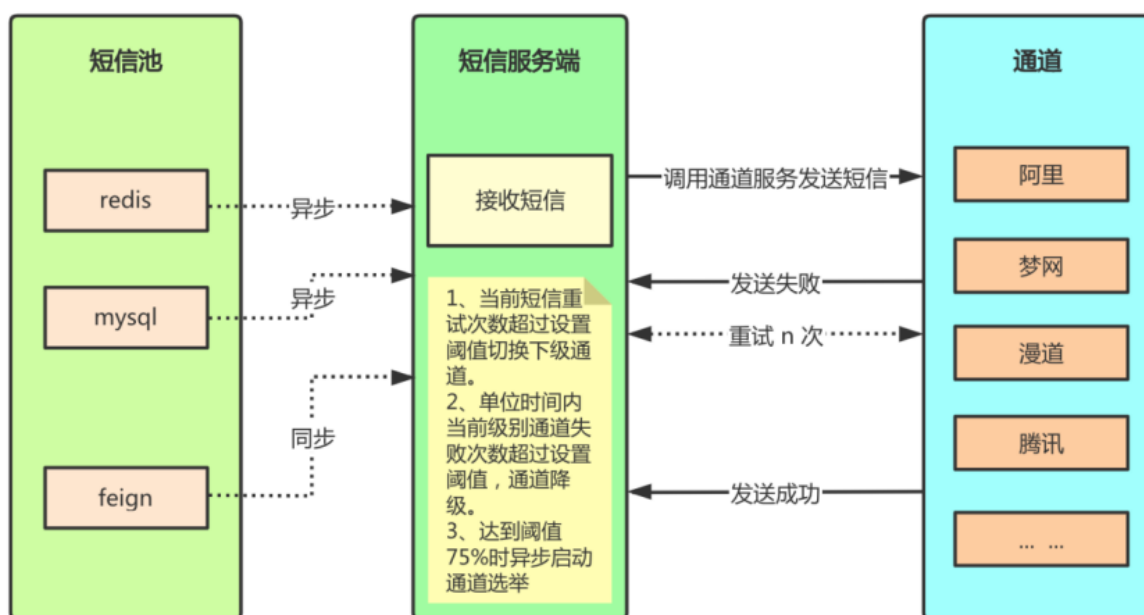 短信池
redis
mysql
feign
异步
异步
同步
短信服务端
接收短信
1、当前短信重
试次数超过设置
阈值切换下级通
道。
2、单位时间内
当前级别通道失
败次数超过设置
阈值，通道降
级。
3、达到阈值
75%时异步启动
通道选举
调用通道服务发送短信
发送失败
重试 n 次
发送成功
通道
阿里
梦网
漫道
腾讯
... ...